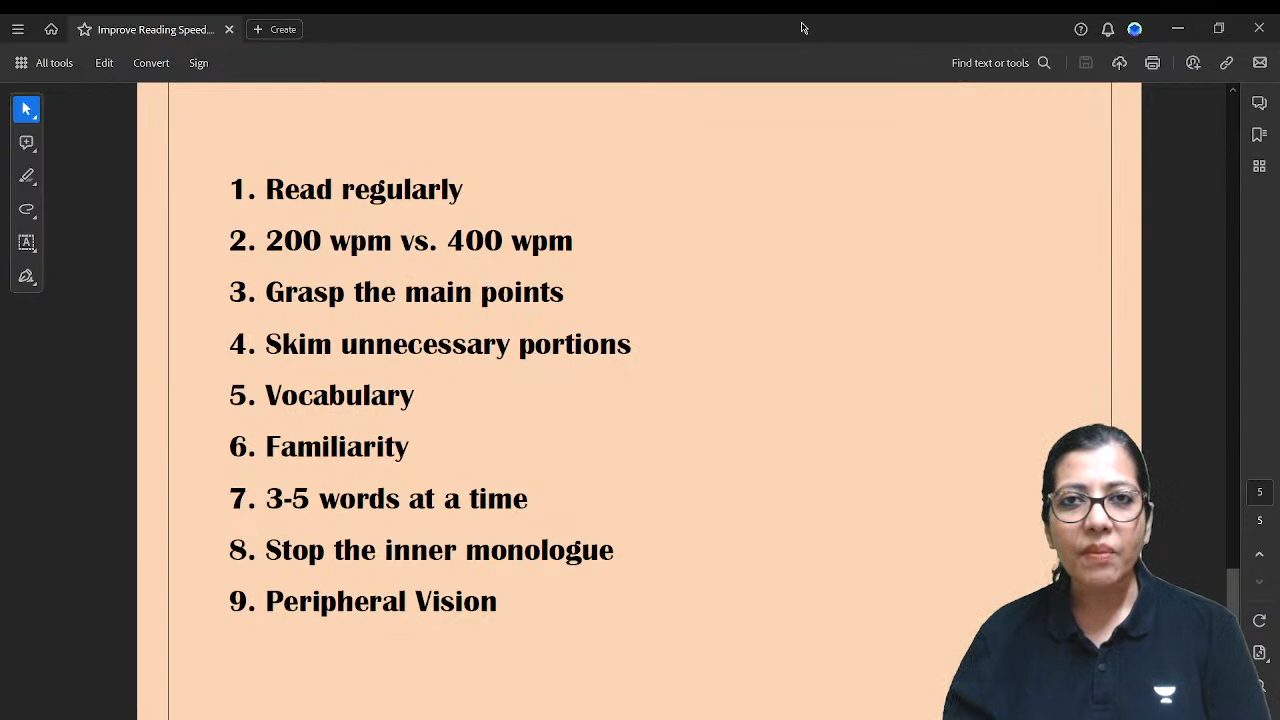 Improve Reading Speed...
Create
All tools Edit Convert Sign
Find text or tools
1. Read regularly
2. 200 wpm vs. 400 wpm
3. Grasp the main points
4. Skim unnecessary portions
5. Vocabulary
6. Familiarity
7. 3-5 words at a time
8. Stop the inner monologue
9. Peripheral Vision
5
5